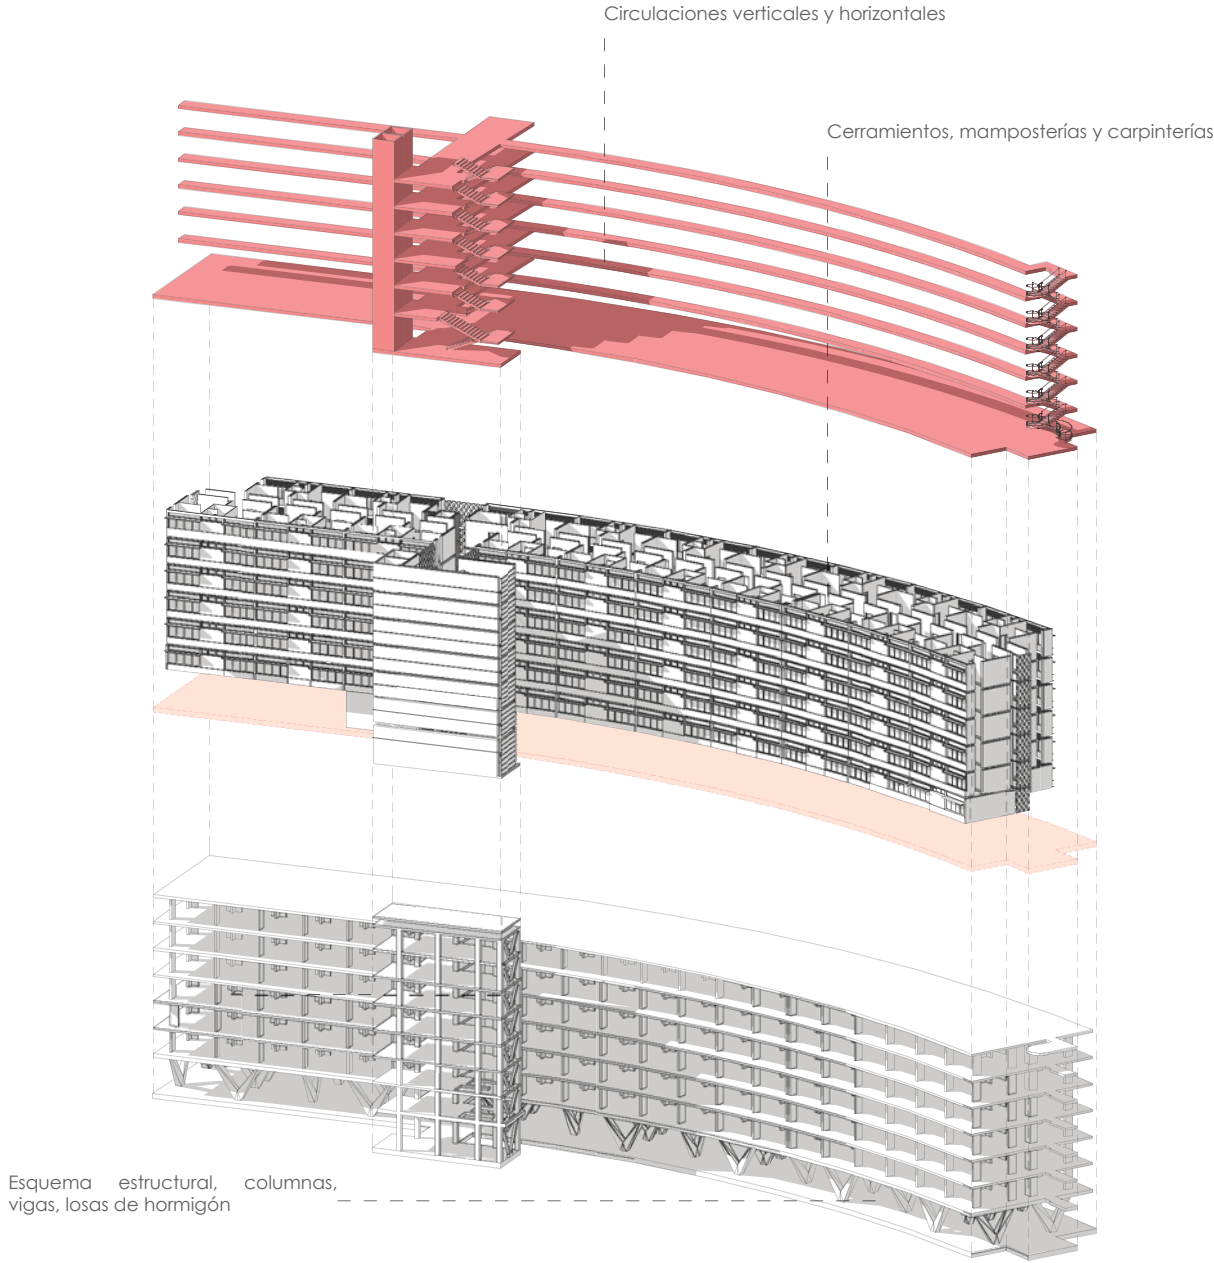 Circulaciones verticales y horizontales
Cerramientos, mamposterías y carpinterías
Esquema estructural, columnas,
vigas, losas de hormigón